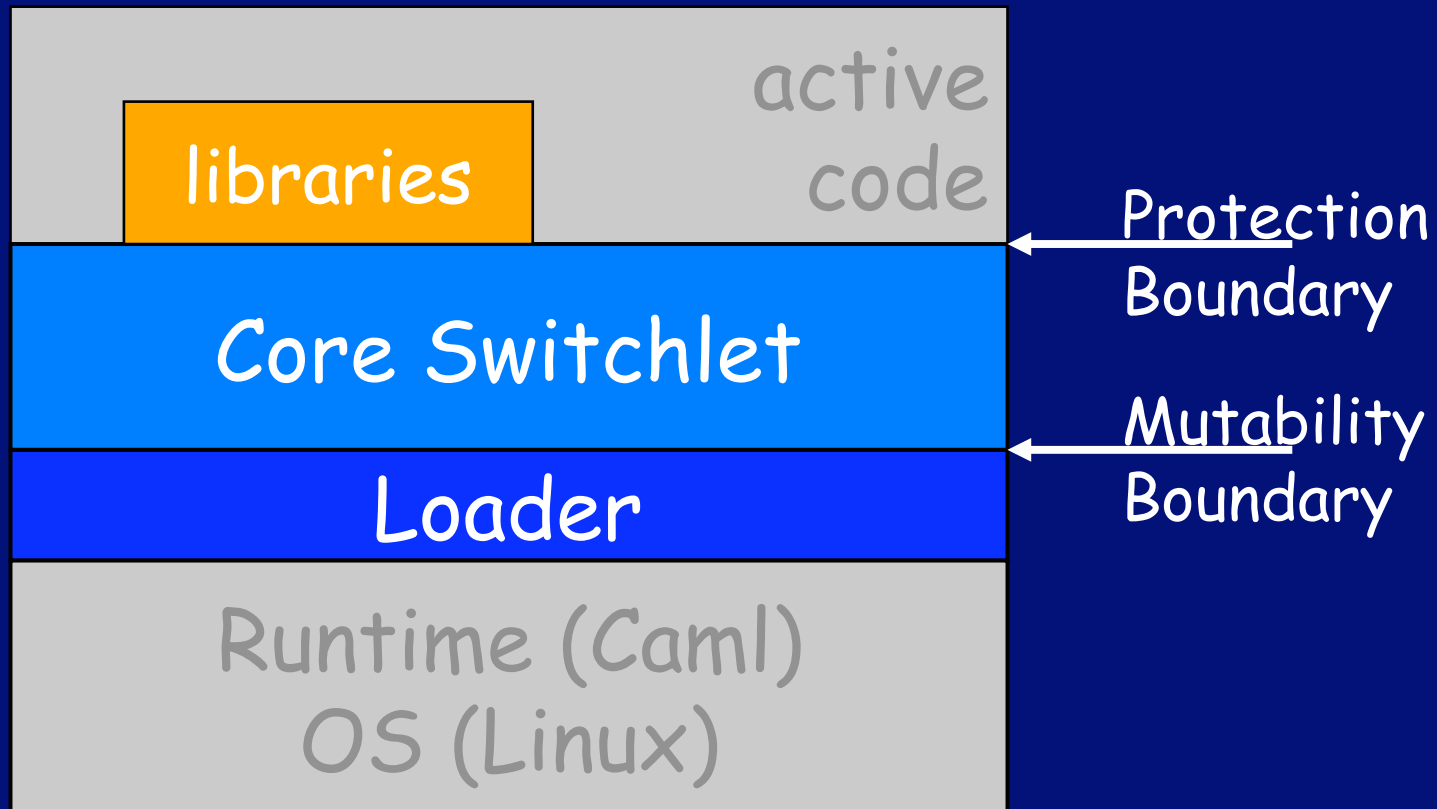 active
code
libraries
Protection
Boundary
Core Switchlet
Mutability
Boundary
Loader
Runtime (Caml)
OS (Linux)